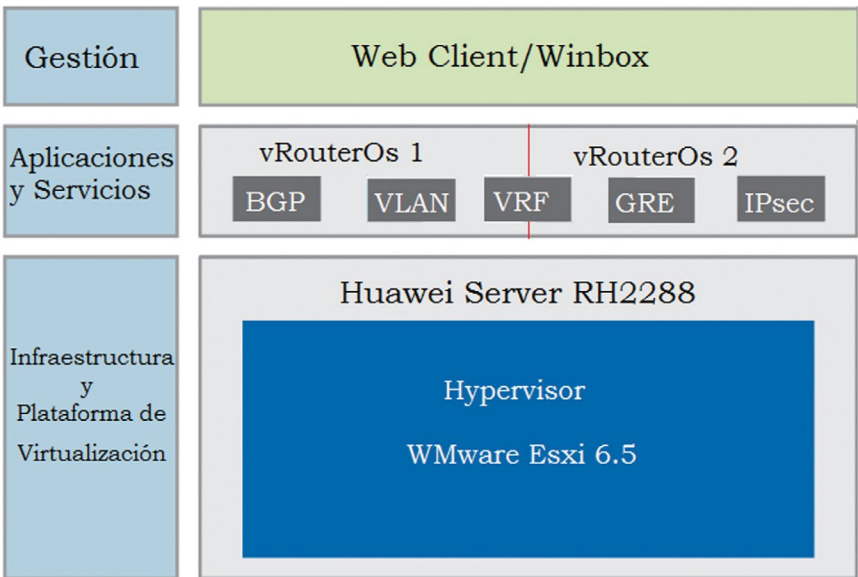 Gestión
Web Client/Winbox
Aplicaciones
y Servicios
vRouterOs 1
vRouterOs 2
BGP
VLAN
VRF
GRE
IPsec
Infraestructura
y
Plataforma de
Virtualización
Huawei Server RH2288
Hypervisor
WMware Esxi 6.5